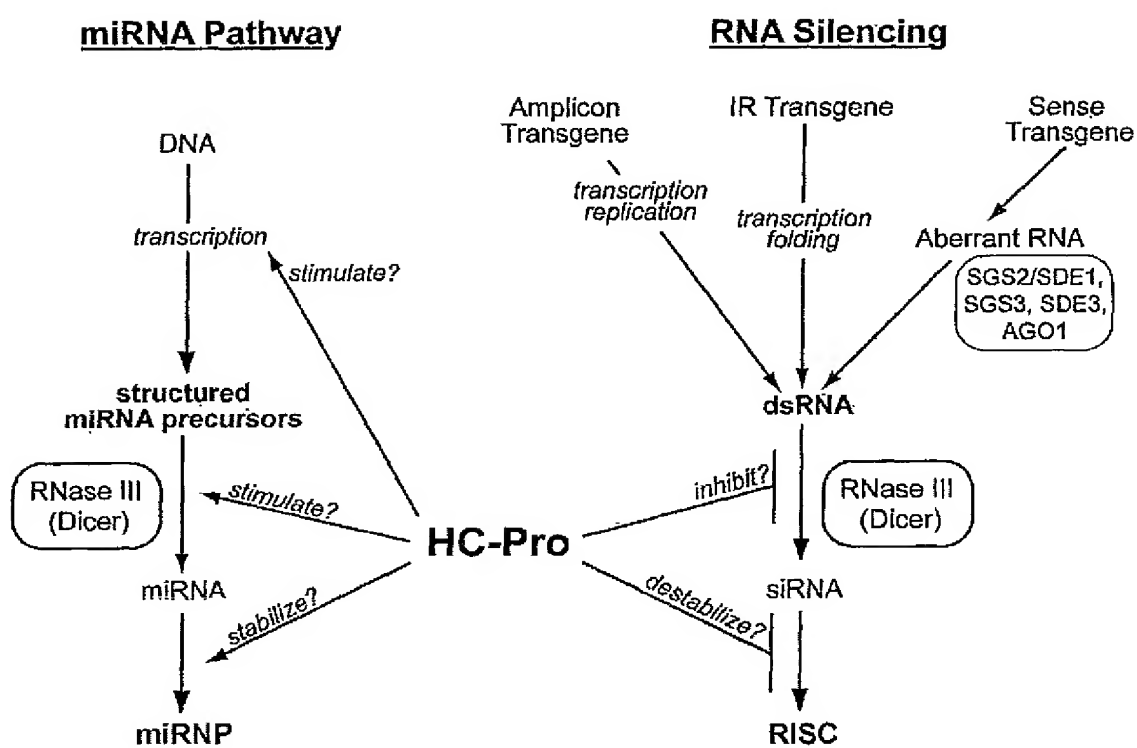 miRNA Pathway
RNA Silencing
DNA
transcription
stimulate?
structured
miRNA precursors
RNase III
(Dicer)
stimulate?
miRNA
stabilize?
miRNP
HC-Pro
Amplicon
Transgene
transcription
replication
IR Transgene
transcription
folding
Sense
Transgene
Aberrant RNA
SGS2/SDE1,
SGS3, SDE3,
AGO1
dsRNA
inhibit?
RNase III
(Dicer)
siRNA
destabilize?
RISC